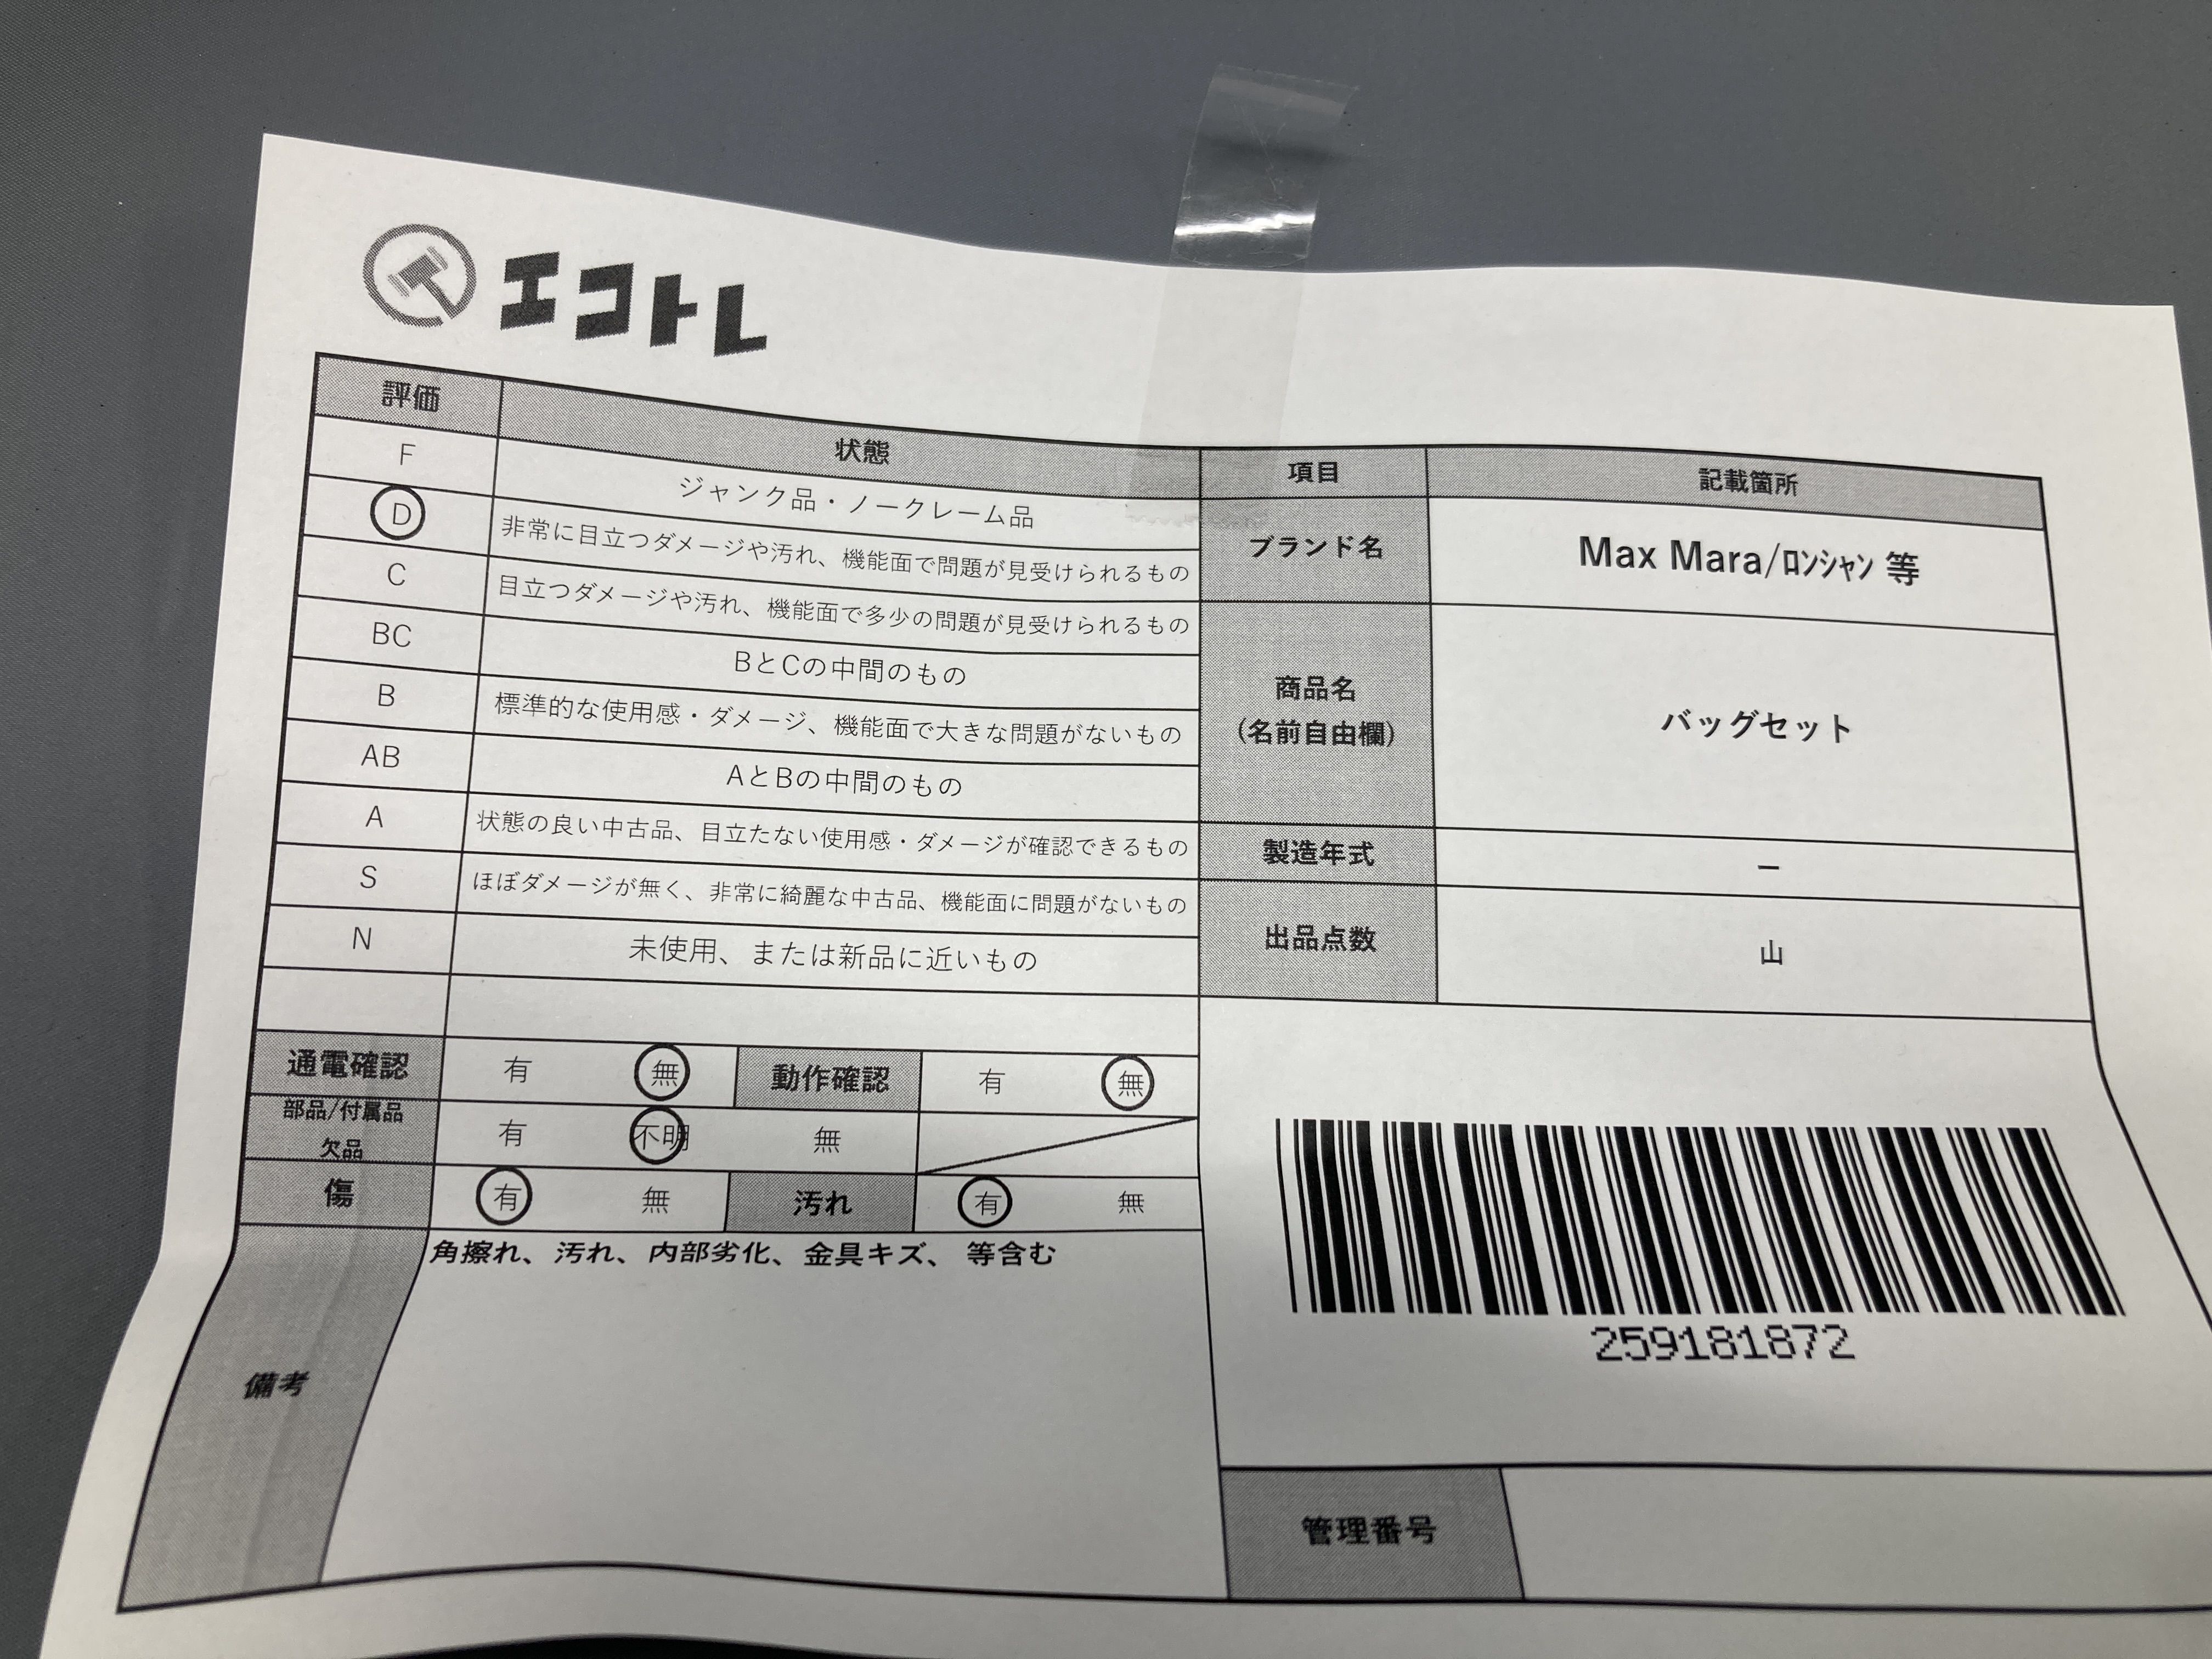 エコトレ
評価 状態
F ジャンク品・ノークレーム品
D 非常に目立つダメージや汚れ、機能面で問題が見受けられるもの
C 目立つダメージや汚れ、機能面で多少の問題が見受けられるもの
BC BとCの中間のもの
B 標準的な使用感・ダメージ、機能面で大きな問題がないもの
AB AとBの中間のもの
A 状態の良い中古品、目立たない使用感・ダメージが確認できるもの
S ほぼダメージが無く、非常に綺麗な中古品、機能面に問題がないもの
N 未使用、または新品に近いもの
通電確認 有 無 動作確認 有 無
部品/付属品
欠品 有 不明 無
傷 有 無 汚れ 有 無
備考 角擦れ、汚れ、内部劣化、金具キズ、 等含む
項目 記載箇所
ブランド名 Max Mara/ﾛﾝｼｬﾝ 等
商品名
(名前自由欄) バッグセット
製造年式 ー
出品点数 山
259181872
管理番号